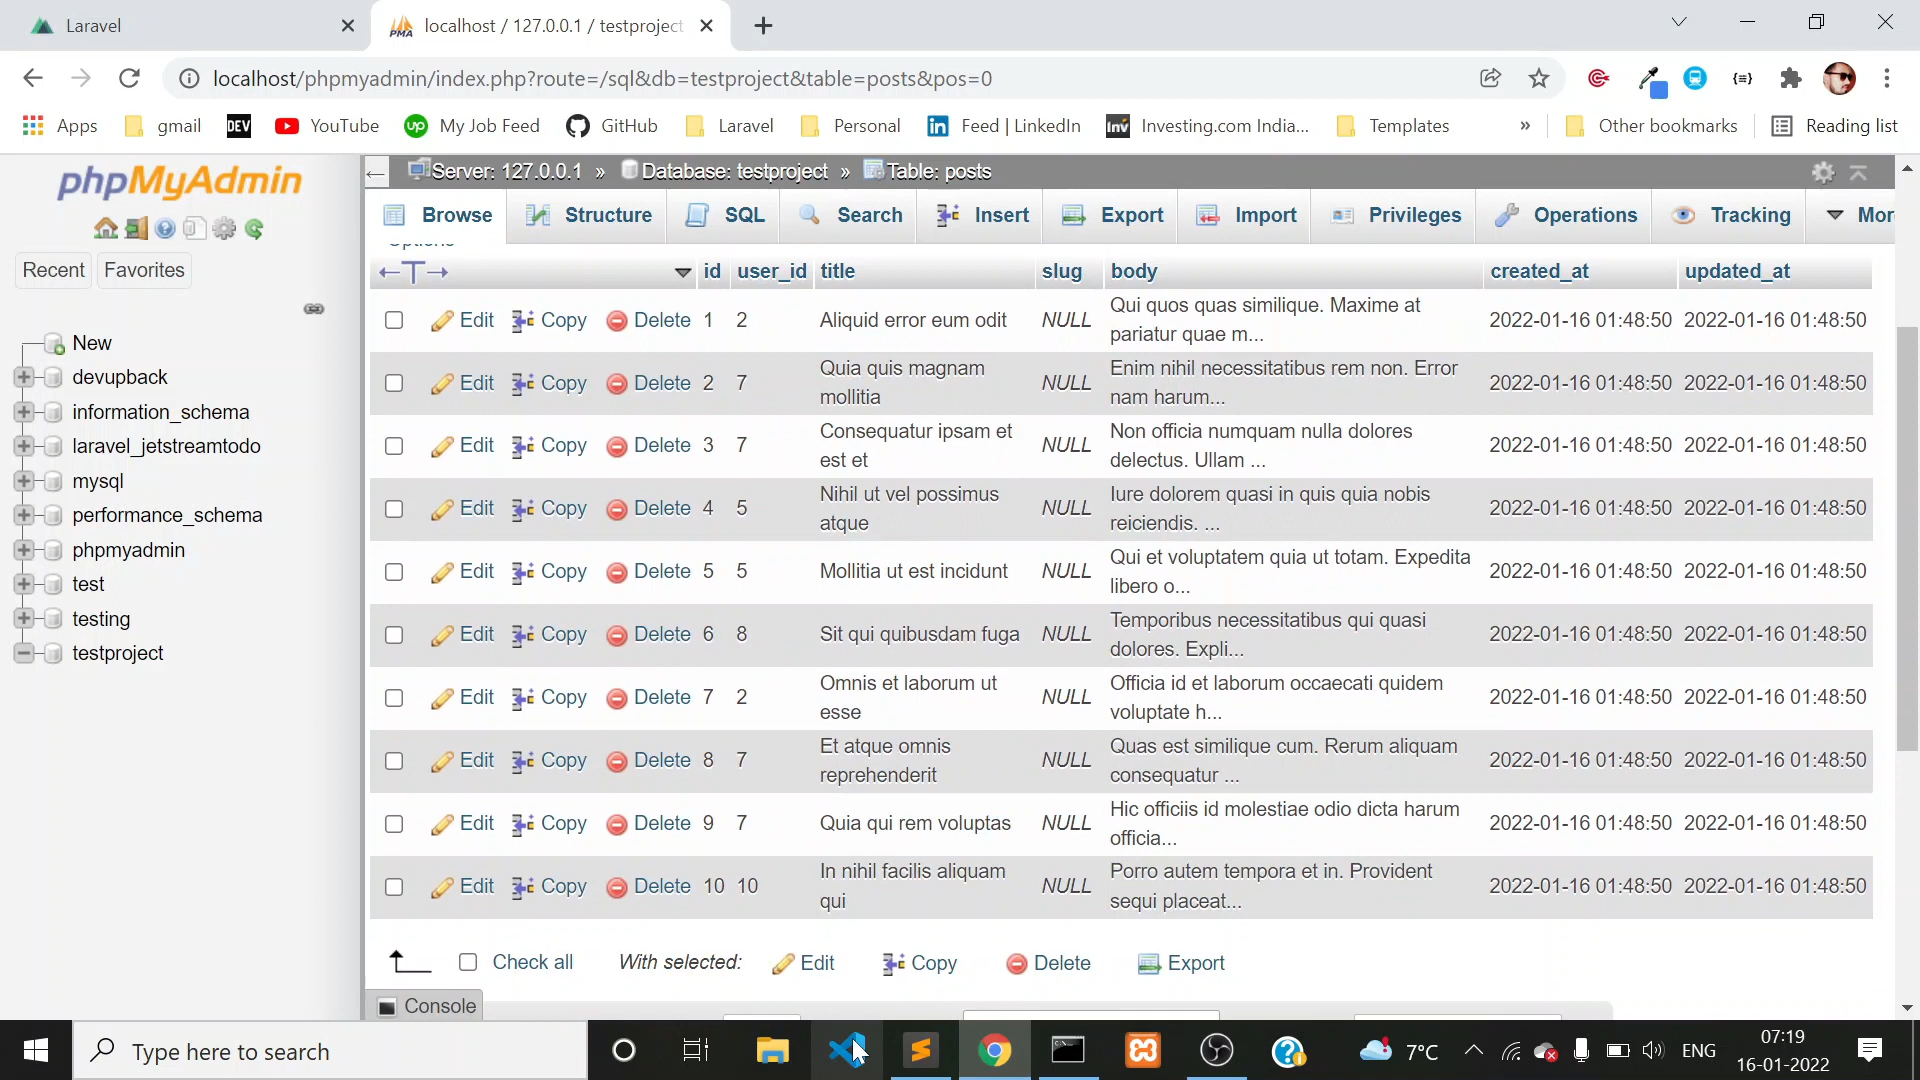 Laravel
localhost / 127.0.0.1 / testproject
localhost/phpmyadmin/index.php?route=/sql&db=testproject&table=posts&pos=0
Apps gmail DEV YouTube up My Job Feed GitHub Laravel Personal in Feed | LinkedIn Inv Investing.com India... Templates » Other bookmarks Reading list
phpMyAdmin
Recent Favorites
New
devupback
information_schema
laravel_jetstreamtodo
mysql
performance_schema
phpmyadmin
test
testing
testproject
Server: 127.0.0.1 » Database: testproject » Table: posts
Browse Structure SQL Search Insert Export Import Privileges Operations Tracking Mor
Options
id user_id title slug body created_at updated_at
Edit Copy Delete 1 2 Aliquid error eum odit NULL Qui quos quas similique. Maxime at pariatur quae m... 2022-01-16 01:48:50 2022-01-16 01:48:50
Edit Copy Delete 2 7 Quia quis magnam mollitia NULL Enim nihil necessitatibus rem non. Error nam harum... 2022-01-16 01:48:50 2022-01-16 01:48:50
Edit Copy Delete 3 7 Consequatur ipsam et est et NULL Non officia numquam nulla dolores delectus. Ullam ... 2022-01-16 01:48:50 2022-01-16 01:48:50
Edit Copy Delete 4 5 Nihil ut vel possimus atque NULL Iure dolorem quasi in quis quia nobis reiciendis. ... 2022-01-16 01:48:50 2022-01-16 01:48:50
Edit Copy Delete 5 5 Mollitia ut est incidunt NULL Qui et voluptatem quia ut totam. Expedita libero o... 2022-01-16 01:48:50 2022-01-16 01:48:50
Edit Copy Delete 6 8 Sit qui quibusdam fuga NULL Temporibus necessitatibus qui quasi dolores. Expli... 2022-01-16 01:48:50 2022-01-16 01:48:50
Edit Copy Delete 7 2 Omnis et laborum ut esse NULL Officia id et laborum occaecati quidem voluptate h... 2022-01-16 01:48:50 2022-01-16 01:48:50
Edit Copy Delete 8 7 Et atque omnis reprehenderit NULL Quas est similique cum. Rerum aliquam consequatur ... 2022-01-16 01:48:50 2022-01-16 01:48:50
Edit Copy Delete 9 7 Quia qui rem voluptas NULL Hic officiis id molestiae odio dicta harum officia... 2022-01-16 01:48:50 2022-01-16 01:48:50
Edit Copy Delete 10 10 In nihil facilis aliquam qui NULL Porro autem tempora et in. Provident sequi placeat... 2022-01-16 01:48:50 2022-01-16 01:48:50
Check all With selected: Edit Copy Delete Export
Console
Type here to search
7°C
ENG
07:19
16-01-2022